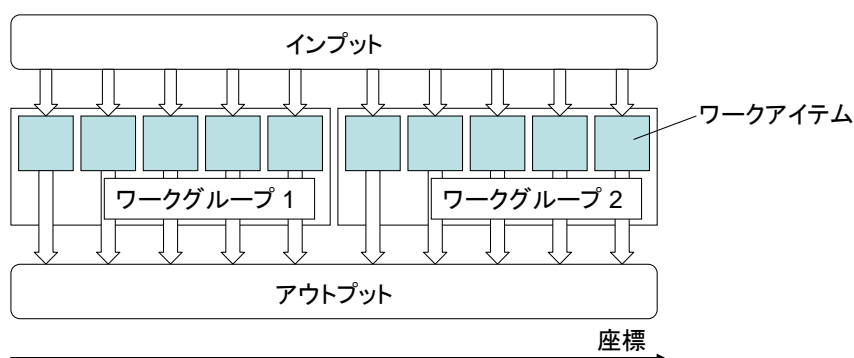 インプット
ワークアイテム
ワークグループ 1
ワークグループ 2
アウトプット
座標